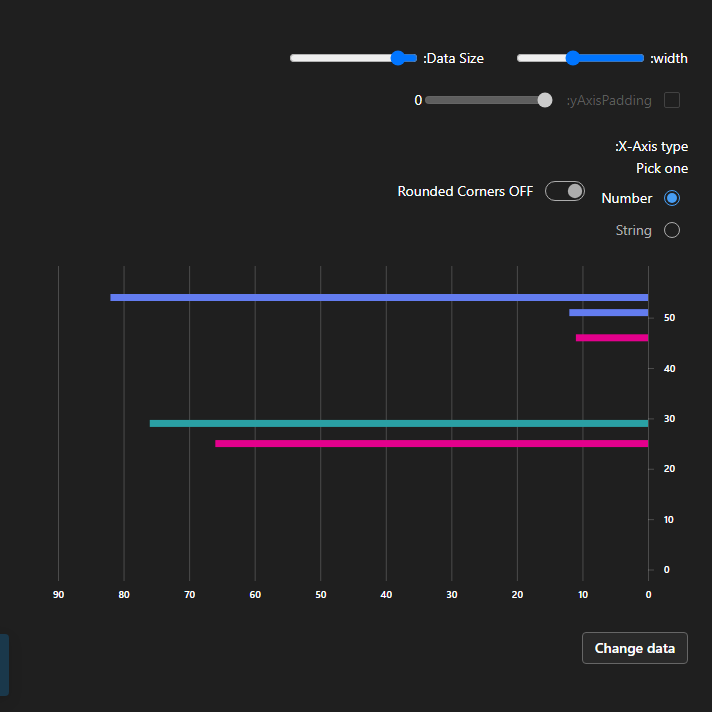 :width
:Data Size
:yAxisPadding
0
:X-Axis type
Pick one
Number
Rounded Corners OFF
String
50
40
30
20
10
0
90 80 70 60 50 40 30 20 10 0
Change data